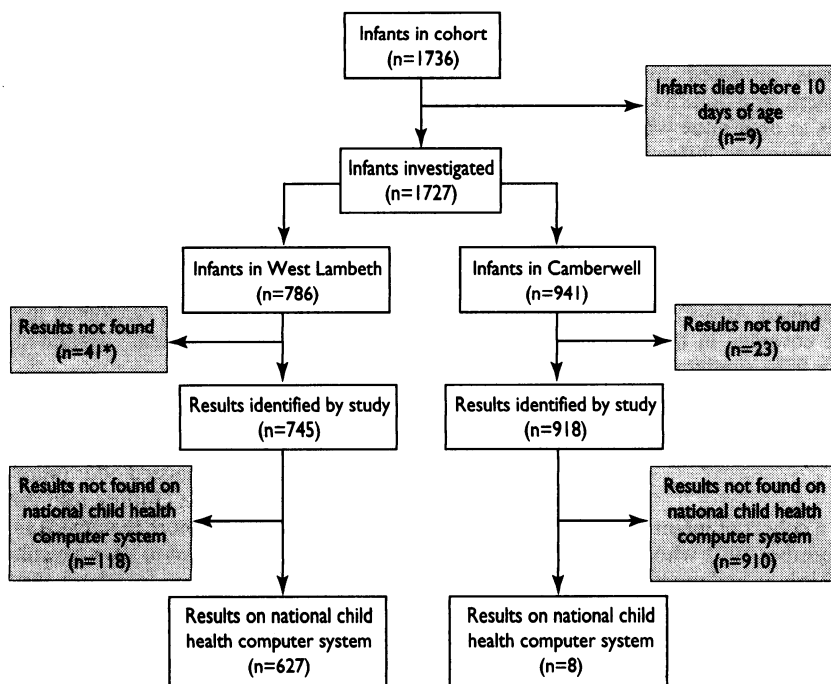 Infants in cohort
(n=1736)
Infants died before 10
days of age
(n=9)
Infants investigated
(n=1727)
Infants in West Lambeth
(n=786)
Infants in Camberwell
(n=941)
Results not found
(n=41*)
Results not found
(n=23)
Results identified by study
(n=745)
Results identified by study
(n=918)
Results not found on
national child health
computer system
(n=118)
Results not found on
national child health
computer system
(n=910)
Results on national child
health computer system
(n=627)
Results on national child
health computer system
(n=8)